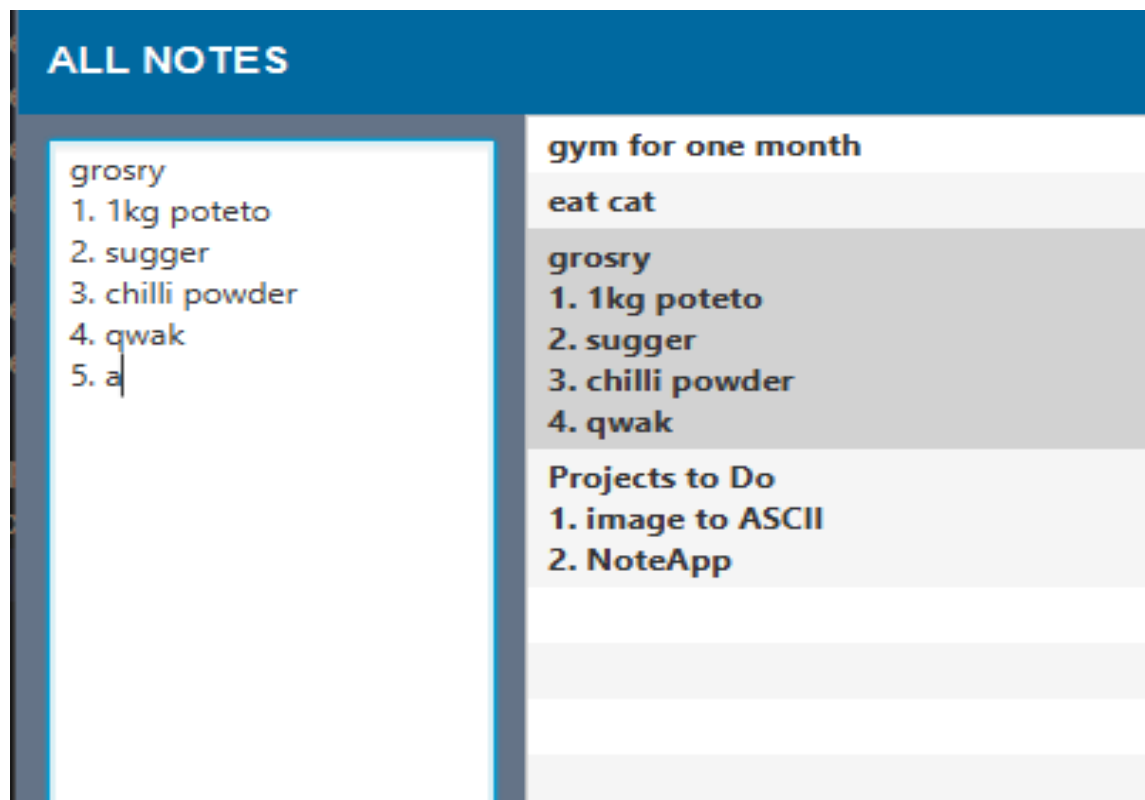 ALL NOTES
grosry
1. 1kg poteto
2. sugger
3. chilli powder
4. qwak
5. a
gym for one month
eat cat
grosry
1. 1kg poteto
2. sugger
3. chilli powder
4. qwak
Projects to Do
1. image to ASCII
2. NoteApp